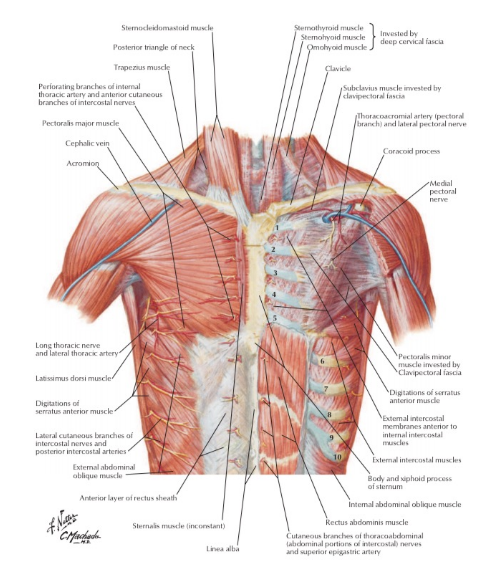 Sternocleidomastoid muscle
Posterior triangle of neck
Trapezius muscle
Perforating branches of internal
thoracic artery and anterior cutaneous
branches of intercostal nerves
Pectoralis major muscle
Cephalic vein
Acromion
Long thoracic nerve
and lateral thoracic artery
Latissimus dorsi muscle
Digitations of
serratus anterior muscle
Lateral cutaneous branches of
intercostal nerves and
posterior intercostal arteries
External abdominal
oblique muscle
Anterior layer of rectus sheath
Sternalis muscle (inconstant)
Linea alba
Sternothyroid muscle
Sternohyoid muscle
Omohyoid muscle
Invested by
deep cervical fascia
Clavicle
Subclavius muscle invested by
clavipectoral fascia
Thoracoacromial artery (pectoral
branch) and lateral pectoral nerve
Coracoid process
Medial
pectoral
nerve
1
2
3
4
5
6
7
8
9
10
Pectoralis minor
muscle invested by
Clavipectoral fascia
Digitations of serratus
anterior muscle
External intercostal
membranes anterior to
internal intercostal
muscles
External intercostal muscles
Body and xiphoid process
of sternum
Internal abdominal oblique muscle
Rectus abdominis muscle
Cutaneous branches of thoracoabdominal
(abdominal portions of intercostal) nerves
and superior epigastric artery
F. Netter
M.D.
C. Machado
M.D.